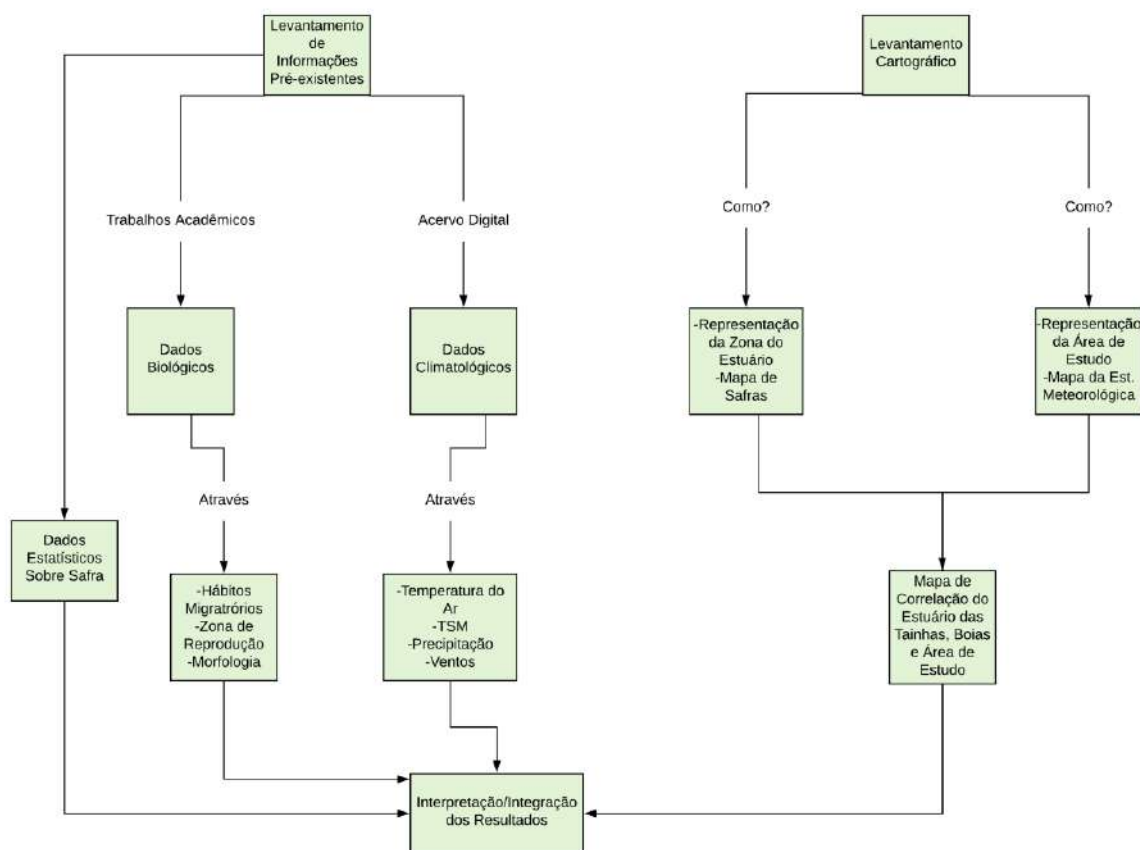 Levantamento
de
Informações
Pré-existentes
Levantamento
Cartográfico
Trabalhos Acadêmicos
Acervo Digital
Como?
Como?
Dados
Biológicos
Dados
Climatológicos
-Representação
da Zona do
Estuário
-Mapa de
Safras
-Representação
da Área de
Estudo
-Mapa da Est.
Meteorológica
Através
Através
Dados
Estatísticos
Sobre Safra
-Hábitos
Migratrórios
-Zona de
Reprodução
-Morfologia
-Temperatura do
Ar
-TSM
-Precipitação
-Ventos
Mapa de
Correlação do
Estuário das
Tainhas, Boias
e Área de
Estudo
Interpretação/Integração
dos Resultados